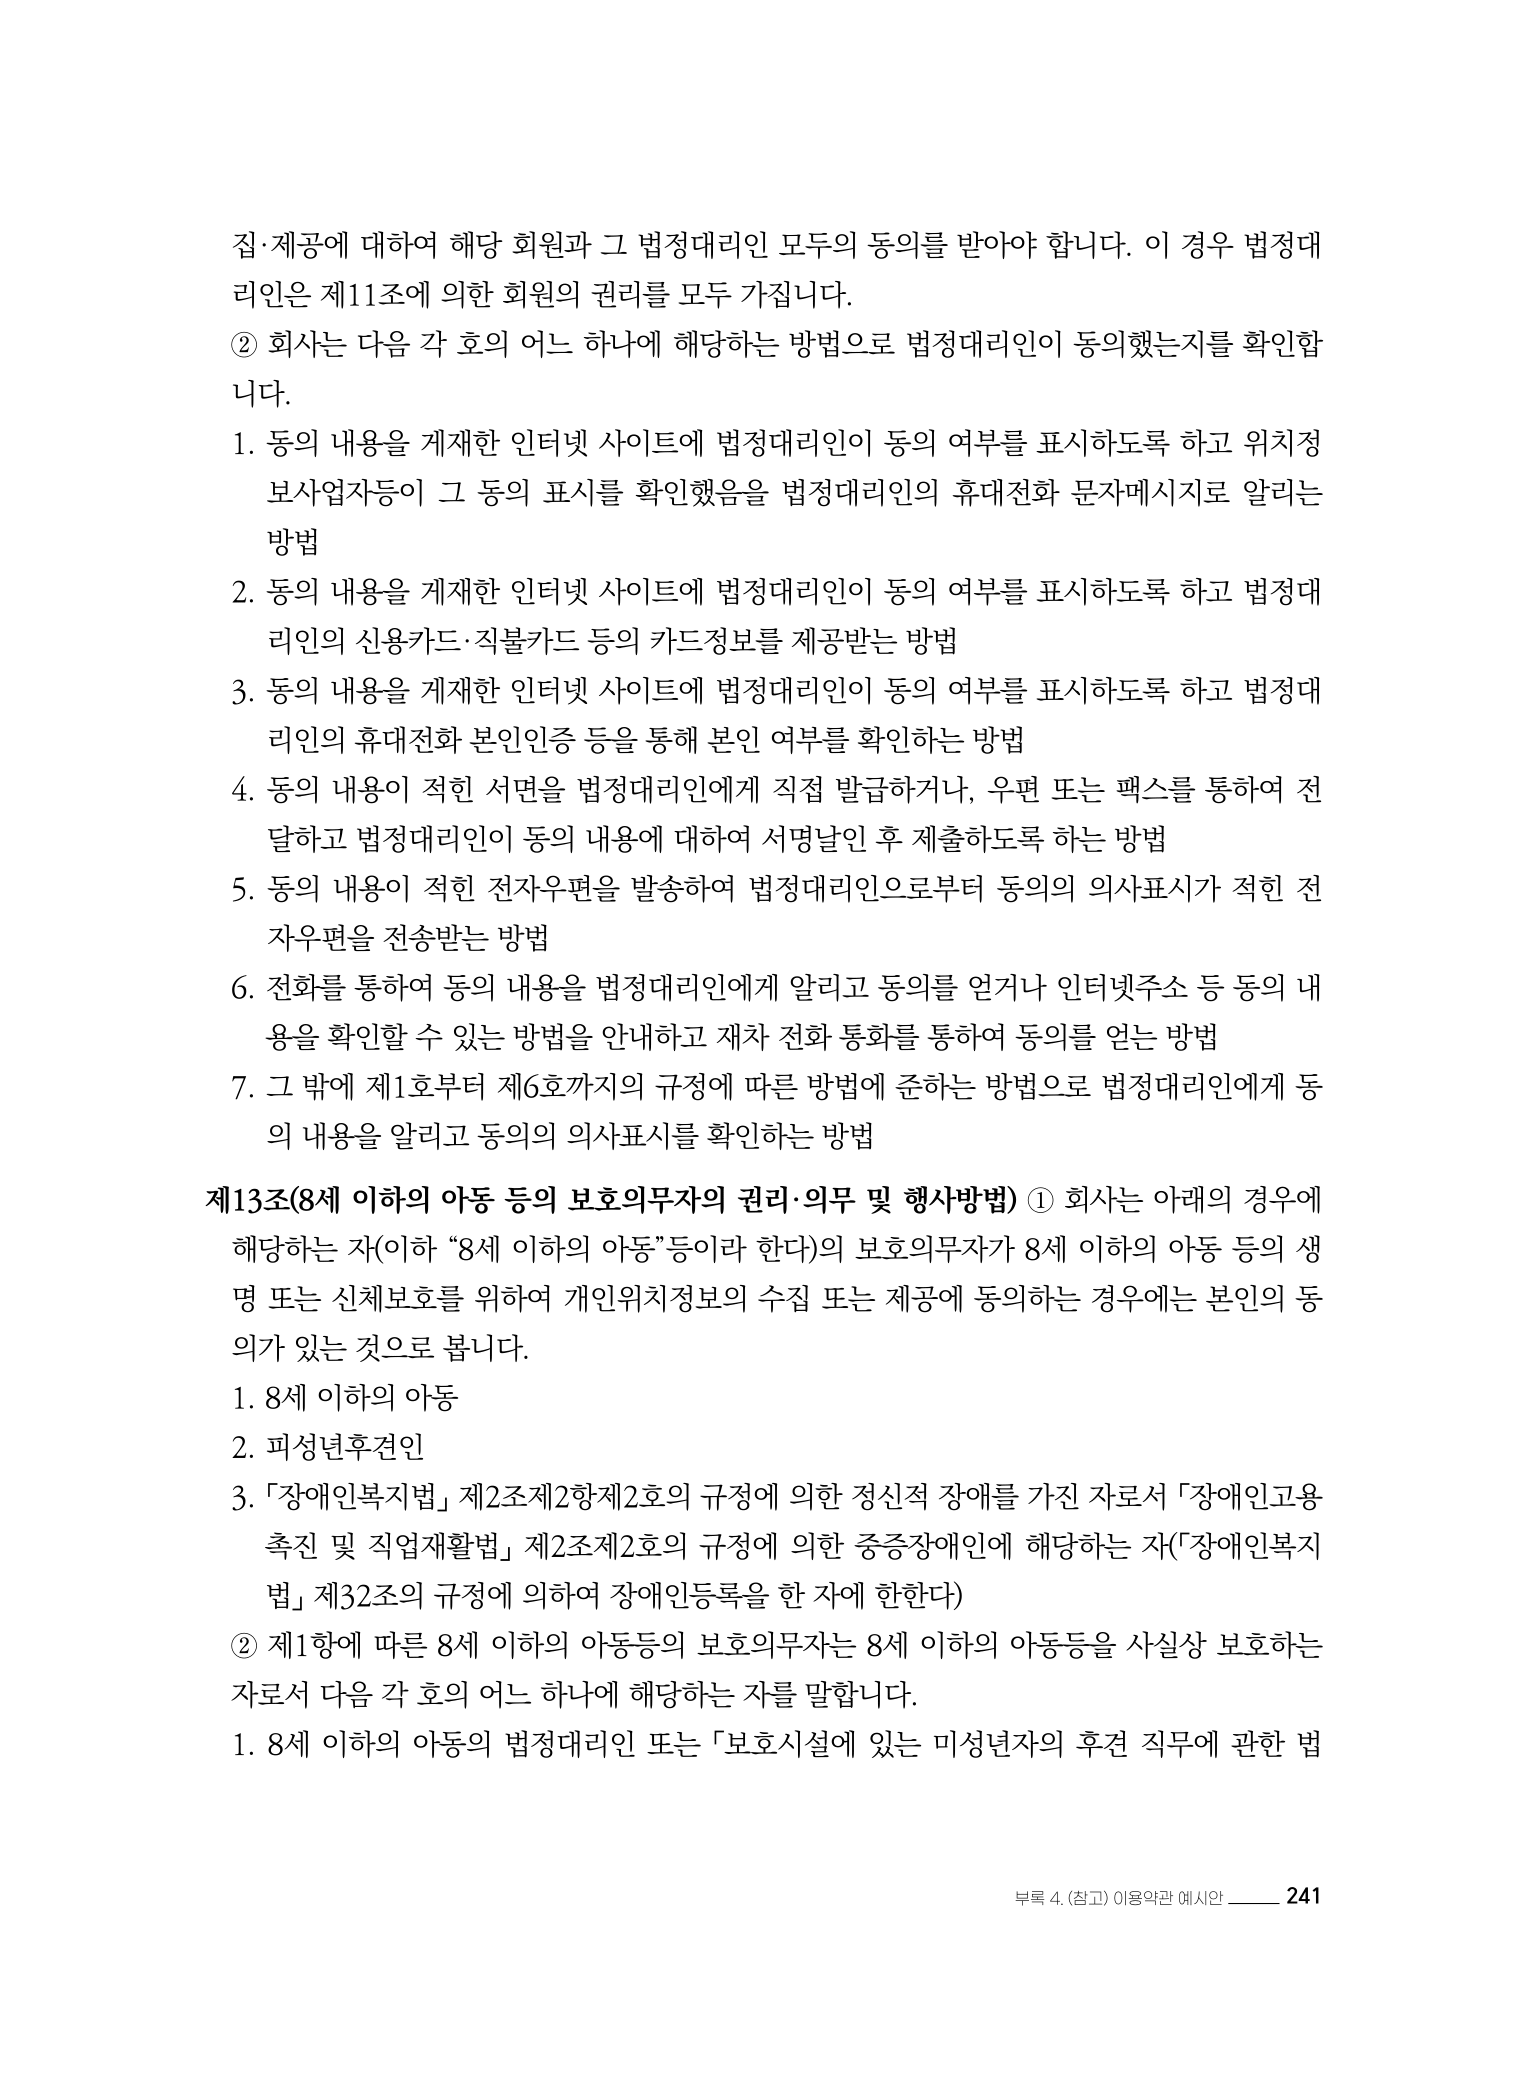 집·제공에 대하여 해당 회원과 그 법정대리인 모두의 동의를 받아야 합니다. 이 경우 법정대
리인은 제11조에 의한 회원의 권리를 모두 가집니다.
② 회사는 다음 각 호의 어느 하나에 해당하는 방법으로 법정대리인이 동의했는지를 확인합
니다.
1. 동의 내용을 게재한 인터넷 사이트에 법정대리인이 동의 여부를 표시하도록 하고 위치정
보사업자등이 그 동의 표시를 확인했음을 법정대리인의 휴대전화 문자메시지로 알리는
방법
2. 동의 내용을 게재한 인터넷 사이트에 법정대리인이 동의 여부를 표시하도록 하고 법정대
리인의 신용카드·직불카드 등의 카드정보를 제공받는 방법
3. 동의 내용을 게재한 인터넷 사이트에 법정대리인이 동의 여부를 표시하도록 하고 법정대
리인의 휴대전화 본인인증 등을 통해 본인 여부를 확인하는 방법
4. 동의 내용이 적힌 서면을 법정대리인에게 직접 발급하거나, 우편 또는 팩스를 통하여 전
달하고 법정대리인이 동의 내용에 대하여 서명날인 후 제출하도록 하는 방법
5. 동의 내용이 적힌 전자우편을 발송하여 법정대리인으로부터 동의의 의사표시가 적힌 전
자우편을 전송받는 방법
6. 전화를 통하여 동의 내용을 법정대리인에게 알리고 동의를 얻거나 인터넷주소 등 동의 내
용을 확인할 수 있는 방법을 안내하고 재차 전화 통화를 통하여 동의를 얻는 방법
7. 그 밖에 제1호부터 제6호까지의 규정에 따른 방법에 준하는 방법으로 법정대리인에게 동
의 내용을 알리고 동의의 의사표시를 확인하는 방법
제13조(8세 이하의 아동 등의 보호의무자의 권리·의무 및 행사방법) ① 회사는 아래의 경우에
해당하는 자(이하 “8세 이하의 아동”등이라 한다)의 보호의무자가 8세 이하의 아동 등의 생
명 또는 신체보호를 위하여 개인위치정보의 수집 또는 제공에 동의하는 경우에는 본인의 동
의가 있는 것으로 봅니다.
1. 8세 이하의 아동
2. 피성년후견인
3. 「장애인복지법」 제2조제2항제2호의 규정에 의한 정신적 장애를 가진 자로서 「장애인고용
촉진 및 직업재활법」 제2조제2호의 규정에 의한 중증장애인에 해당하는 자(「장애인복지
법」 제32조의 규정에 의하여 장애인등록을 한 자에 한한다)
② 제1항에 따른 8세 이하의 아동등의 보호의무자는 8세 이하의 아동등을 사실상 보호하는
자로서 다음 각 호의 어느 하나에 해당하는 자를 말합니다.
1. 8세 이하의 아동의 법정대리인 또는 「보호시설에 있는 미성년자의 후견 직무에 관한 법
부록 4. (참고) 이용약관 예시안 241